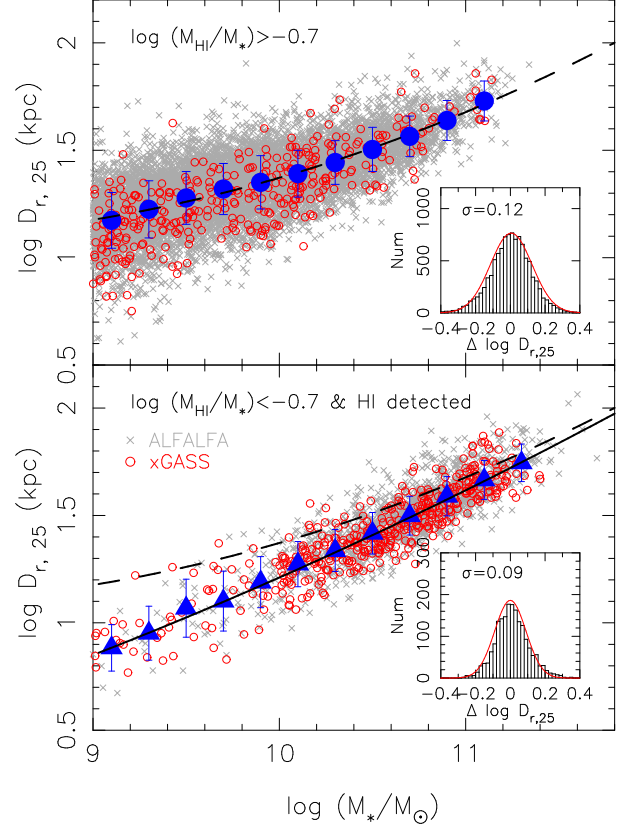 log (M_HI/M_*)>−0.7
2
1.5
1
0.5
log D_r, 25 (kpc)
σ=0.12
1000
500
0
Num
−0.4 −0.2 0 0.2 0.4
Δ log D_r,25
log (M_HI/M_*)<−0.7 & HI detected
× ALFALFA
○ xGASS
2
1.5
1
0.5
log D_r, 25 (kpc)
σ=0.09
300
200
100
0
Num
−0.4 −0.2 0 0.2 0.4
Δ log D_r,25
9 10 11
log (M_*/M_⊙)